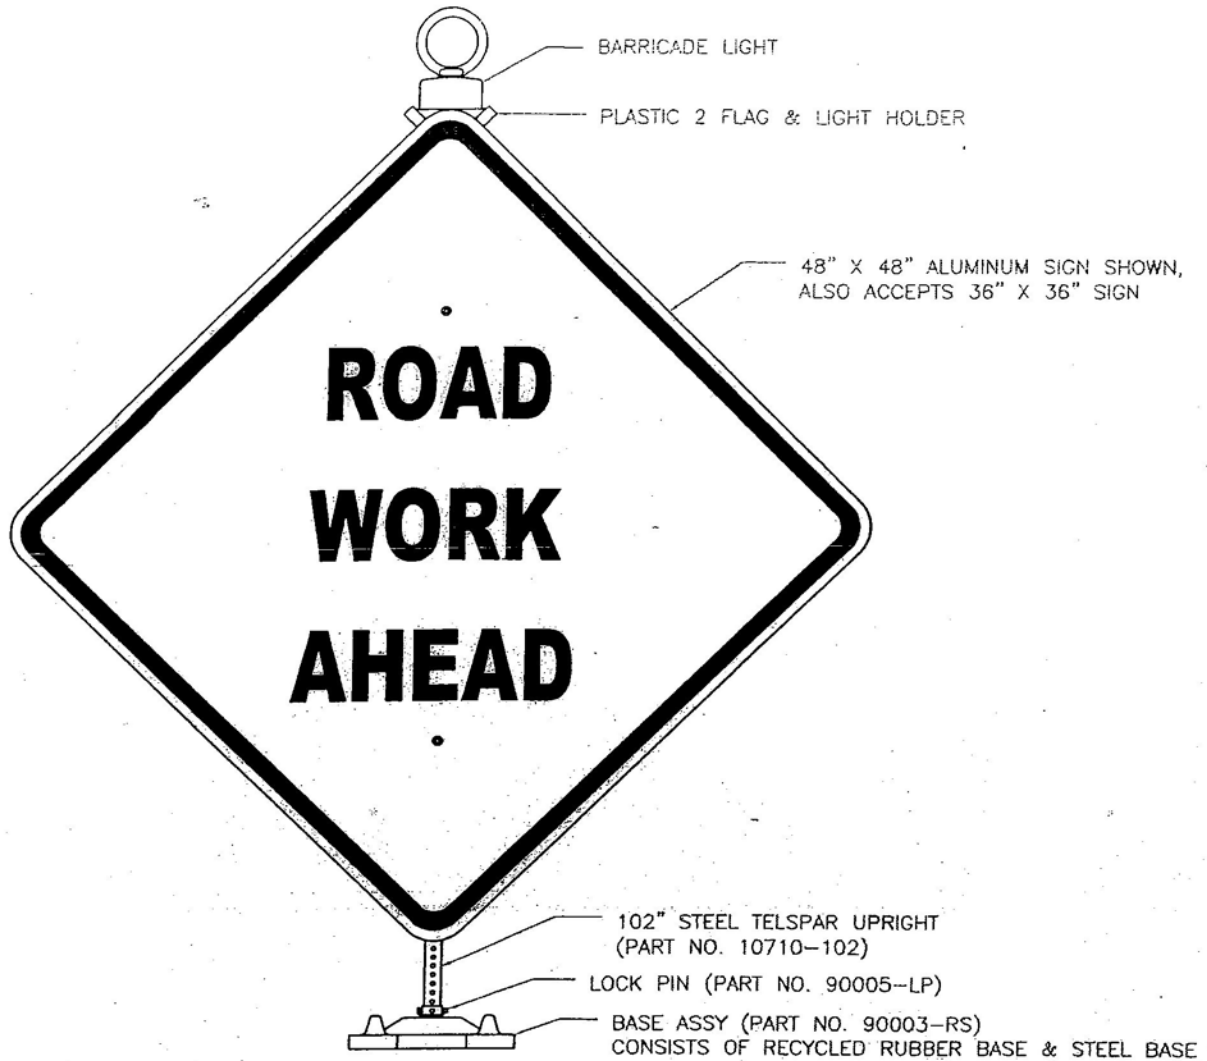 BARRICADE LIGHT
PLASTIC 2 FLAG & LIGHT HOLDER
48" X 48" ALUMINUM SIGN SHOWN,
ALSO ACCEPTS 36" X 36" SIGN
ROAD
WORK
AHEAD
102" STEEL TELSPAR UPRIGHT
(PART NO. 10710-102)
LOCK PIN (PART NO. 90005-LP)
BASE ASSY (PART NO. 90003-RS)
CONSISTS OF RECYCLED RUBBER BASE & STEEL BASE